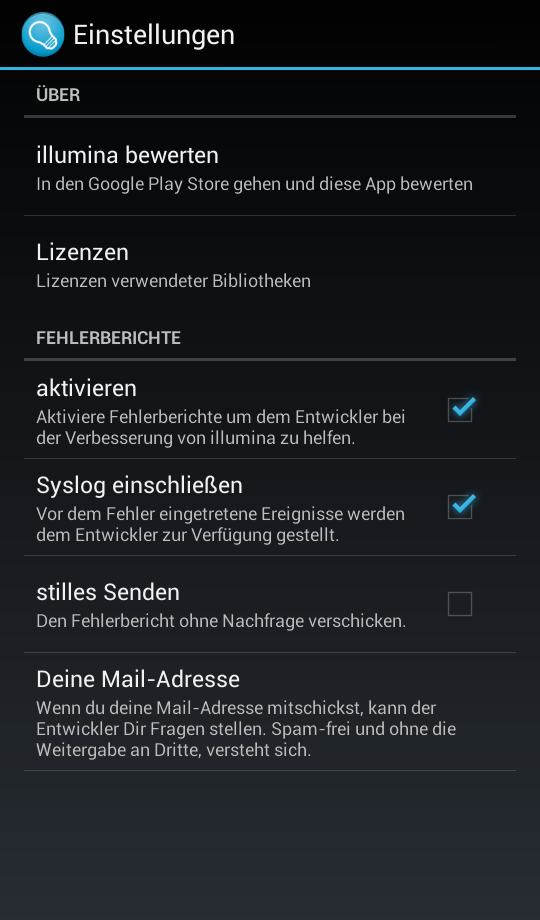 Einstellungen
ÜBER
illumina bewerten
In den Google Play Store gehen und diese App bewerten
Lizenzen
Lizenzen verwendeter Bibliotheken
FEHLERBERICHTE
aktivieren
Aktiviere Fehlerberichte um dem Entwickler bei
der Verbesserung von illumina zu helfen.
Syslog einschließen
Vor dem Fehler eingetretene Ereignisse werden
dem Entwickler zur Verfügung gestellt.
stilles Senden
Den Fehlerbericht ohne Nachfrage verschicken.
Deine Mail-Adresse
Wenn du deine Mail-Adresse mitschickst, kann der
Entwickler Dir Fragen stellen. Spam-frei und ohne die
Weitergabe an Dritte, versteht sich.